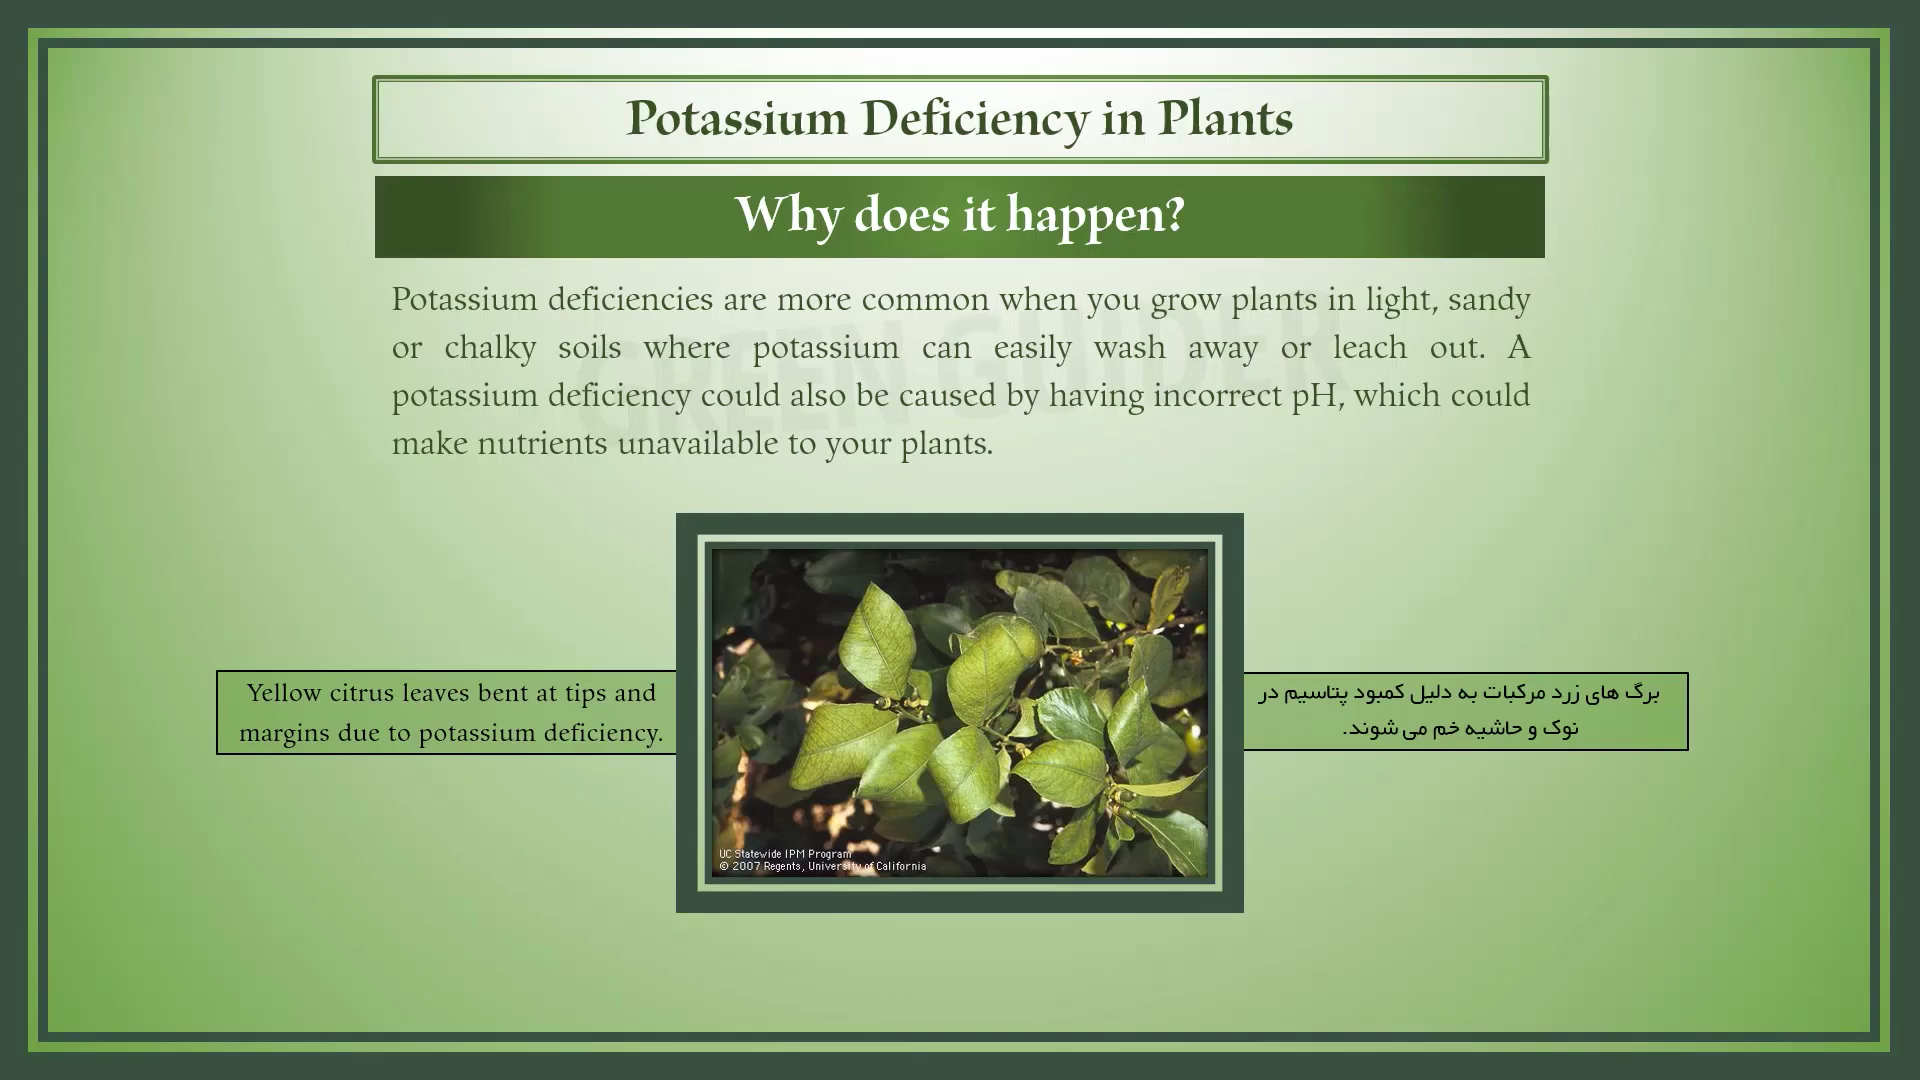 Potassium Deficiency in Plants
Why does it happen?
Potassium deficiencies are more common when you grow plants in light, sandy
or chalky soils where potassium can easily wash away or leach out. A
potassium deficiency could also be caused by having incorrect pH, which could
make nutrients unavailable to your plants.
GREEN GUIDER
Yellow citrus leaves bent at tips and
margins due to potassium deficiency.
برگ های زرد مرکبات به دلیل کمبود پتاسیم در
نوک و حاشیه خم می شوند.
UC Statewide IPM Program
© 2007 Regents, University of California